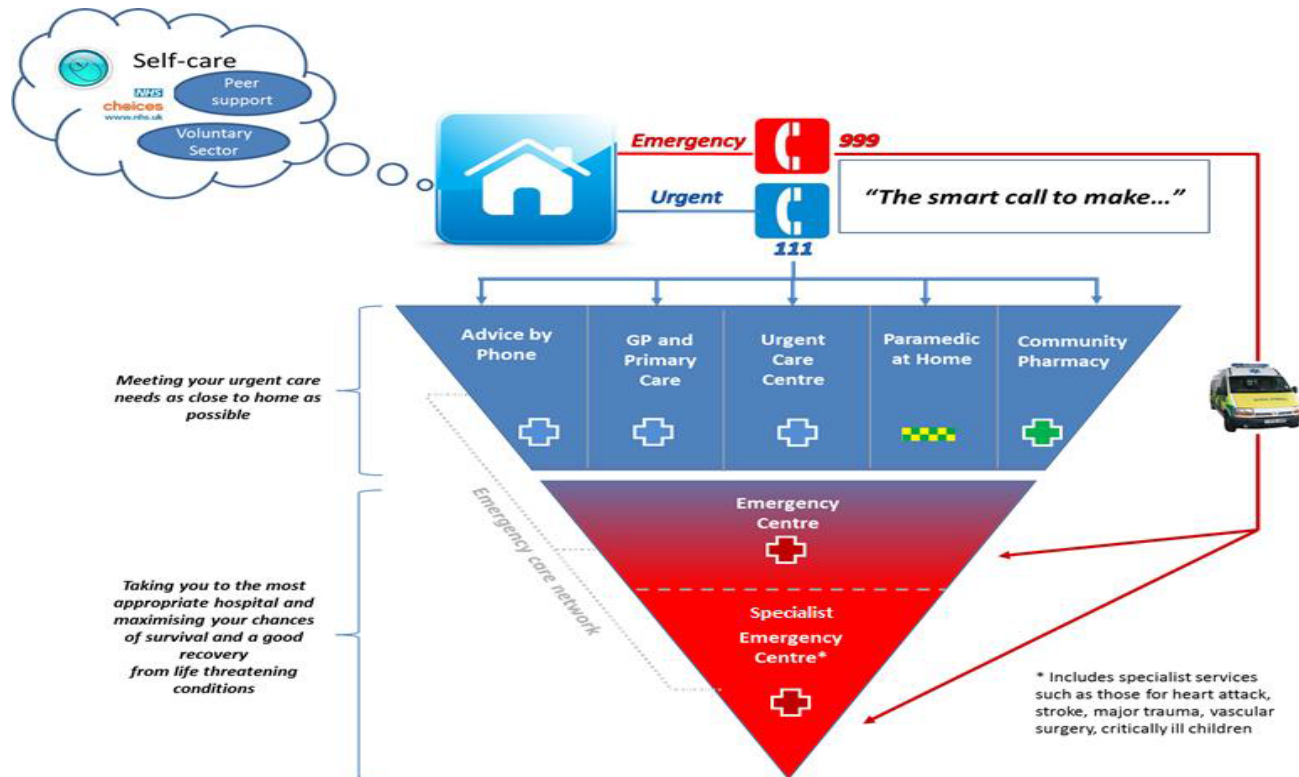 Self-care
Peer
support
NHS
choices
www.nhs.uk
Voluntary
Sector
Emergency
999
Urgent
111
“The smart call to make...”
Advice by
Phone
GP and
Primary
Care
Urgent
Care
Centre
Paramedic
at Home
Community
Pharmacy
Meeting your urgent care
needs as close to home as
possible
Emergency care network
Emergency
Centre
Taking you to the most
appropriate hospital and
maximising your chances
of survival and a good
recovery
from life threatening
conditions
Specialist
Emergency
Centre*
* Includes specialist services
such as those for heart attack,
stroke, major trauma, vascular
surgery, critically ill children